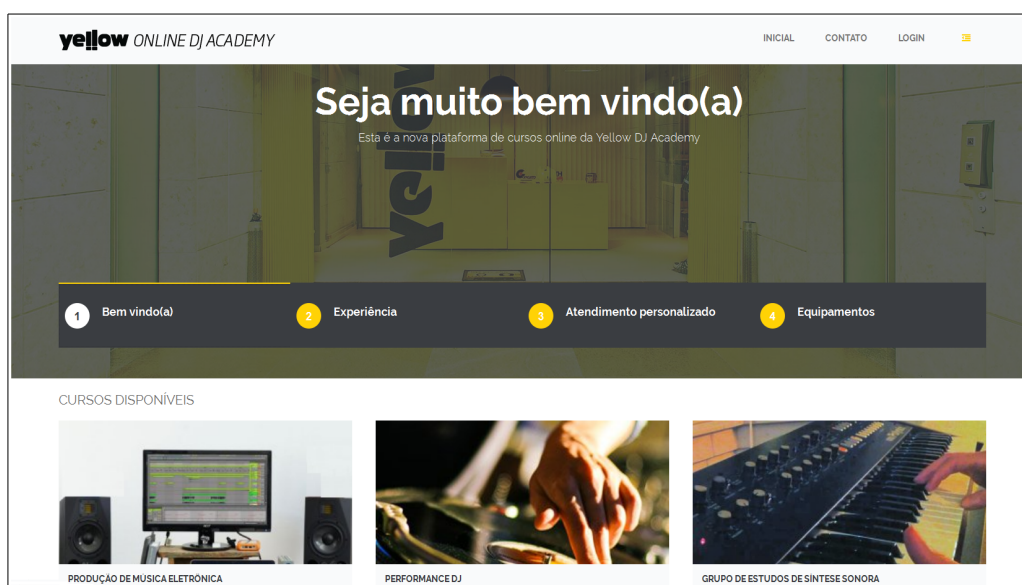 yellow ONLINE DJ ACADEMY
INICIAL CONTATO LOGIN
Seja muito bem vindo(a)
Esta é a nova plataforma de cursos online da Yellow DJ Academy
yellow
1 Bem vindo(a) 2 Experiência 3 Atendimento personalizado 4 Equipamentos
CURSOS DISPONÍVEIS
PRODUÇÃO DE MÚSICA ELETRÔNICA PERFORMANCE DJ GRUPO DE ESTUDOS DE SÍNTESE SONORA